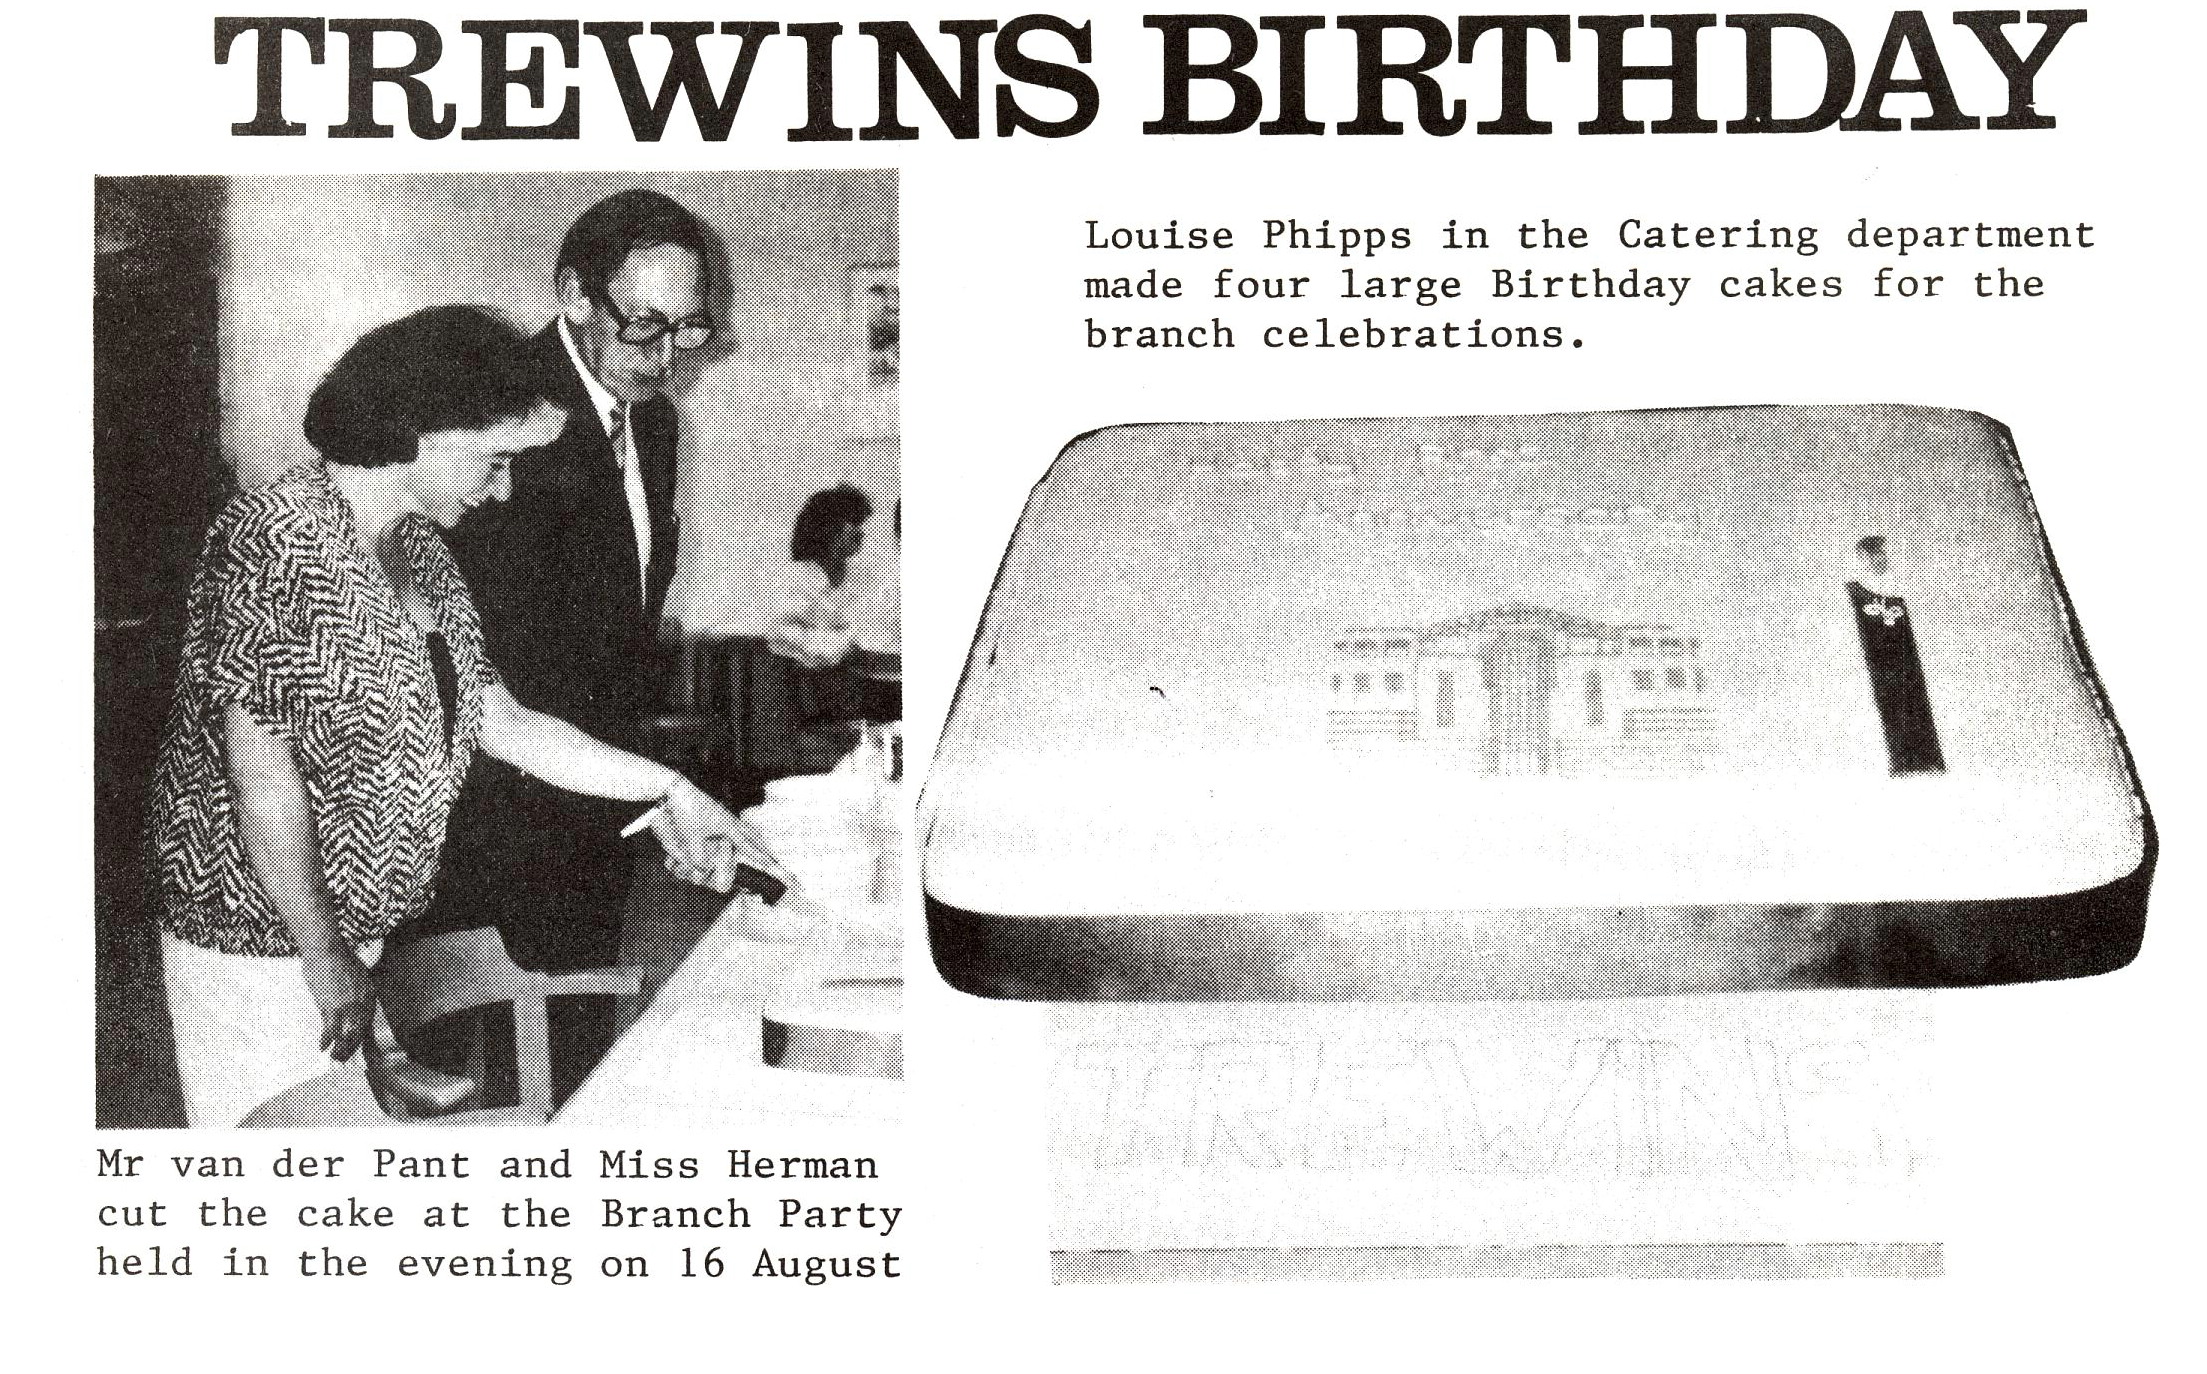 TREWINS BIRTHDAY
Louise Phipps in the Catering department
made four large Birthday cakes for the
branch celebrations.
TREWINS
Mr van der Pant and Miss Herman
cut the cake at the Branch Party
held in the evening on 16 August